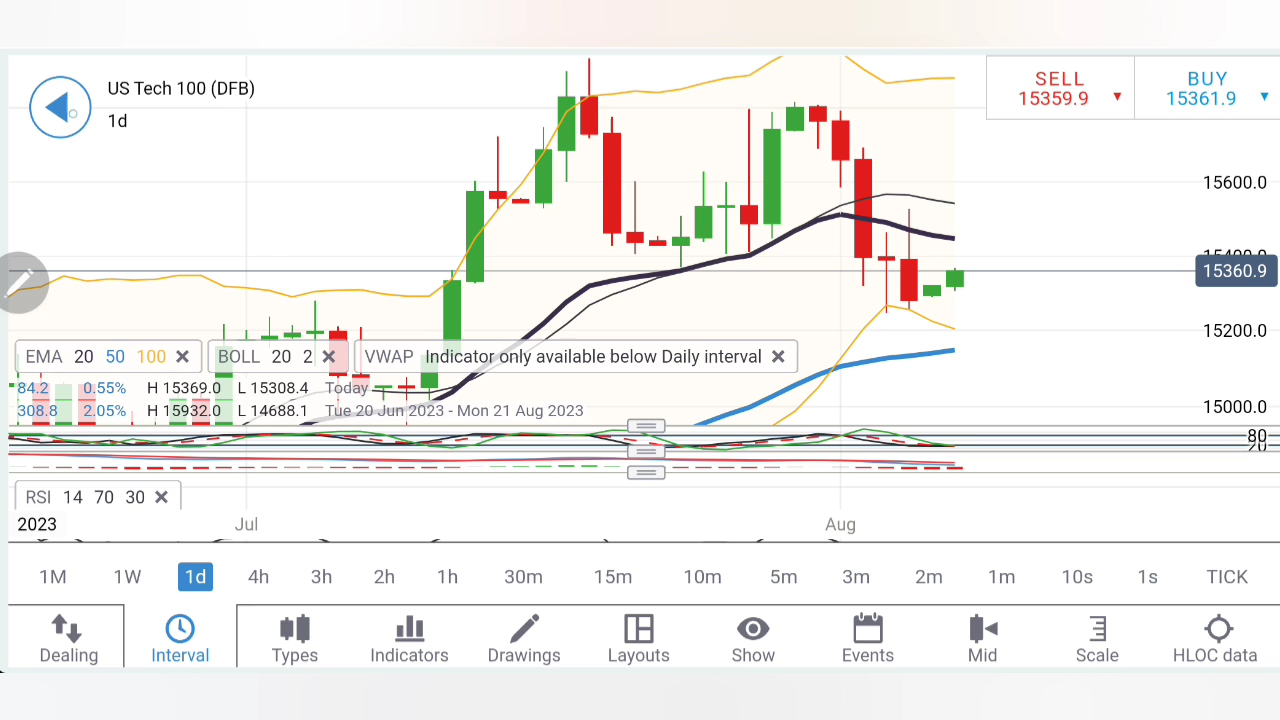 US Tech 100 (DFB)
1d
SELL
15359.9
BUY
15361.9
15600.0
15400.0
15360.9
15200.0
15000.0
EMA 20 50 100
BOLL 20 2
VWAP Indicator only available below Daily interval
84.2 0.55% H 15369.0 L 15308.4 Today
308.8 2.05% H 15932.0 L 14688.1 Tue 20 Jun 2023 - Mon 21 Aug 2023
80
20
RSI 14 70 30
2023 Jul Aug
1M 1W 1d 4h 3h 2h 1h 30m 15m 10m 5m 3m 2m 1m 10s 1s TICK
Dealing Interval Types Indicators Drawings Layouts Show Events Mid Scale HLOC data